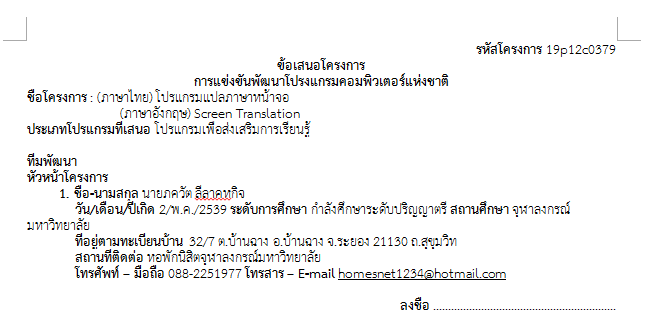 รหัสโครงการ 19p12c0379
ข้อเสนอโครงการ
การแข่งขันพัฒนาโปรงแกรมคอมพิวเตอร์แห่งชาติ
ชื่อโครงการ : (ภาษาไทย) โปรแกรมแปลภาษาหน้าจอ
(ภาษาอังกฤษ) Screen Translation
ประเภทโปรแกรมที่เสนอ โปรแกรมเพื่อส่งเสริมการเรียนรู้
ทีมพัฒนา
หัวหน้าโครงการ
1. ชื่อ-นามสกุล นายภควัต ลีลาคหกิจ
วัน/เดือน/ปีเกิด 2/พ.ค./2539 ระดับการศึกษา กำลังศึกษาระดับปริญญาตรี สถานศึกษา จุฬาลงกรณ์
มหาวิทยาลัย
ที่อยู่ตามทะเบียนบ้าน 32/7 ต.บ้านฉาง อ.บ้านฉาง จ.ระยอง 21130 ถ.สุขุมวิท
สถานที่ติดต่อ หอพักนิสิตจุฬาลงกรณ์มหาวิทยาลัย
โทรศัพท์ – มือถือ 088-2251977 โทรสาร – E-mail homesnet1234@hotmail.com
ลงชื่อ ......................................................